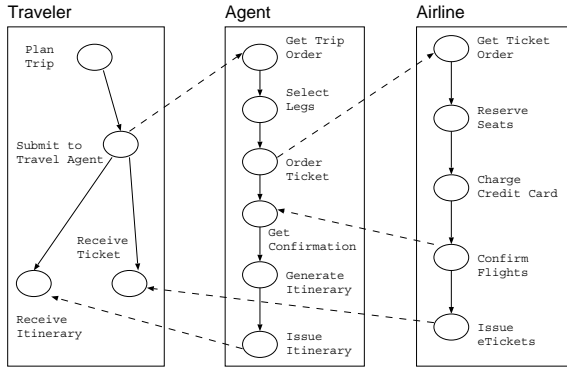 Traveler
Plan
Trip
Submit to
Travel Agent
Receive
Ticket
Receive
Itinerary
Agent
Get Trip
Order
Select
Legs
Order
Ticket
Get
Confirmation
Generate
Itinerary
Issue
Itinerary
Airline
Get Ticket
Order
Reserve
Seats
Charge
Credit Card
Confirm
Flights
Issue
eTickets